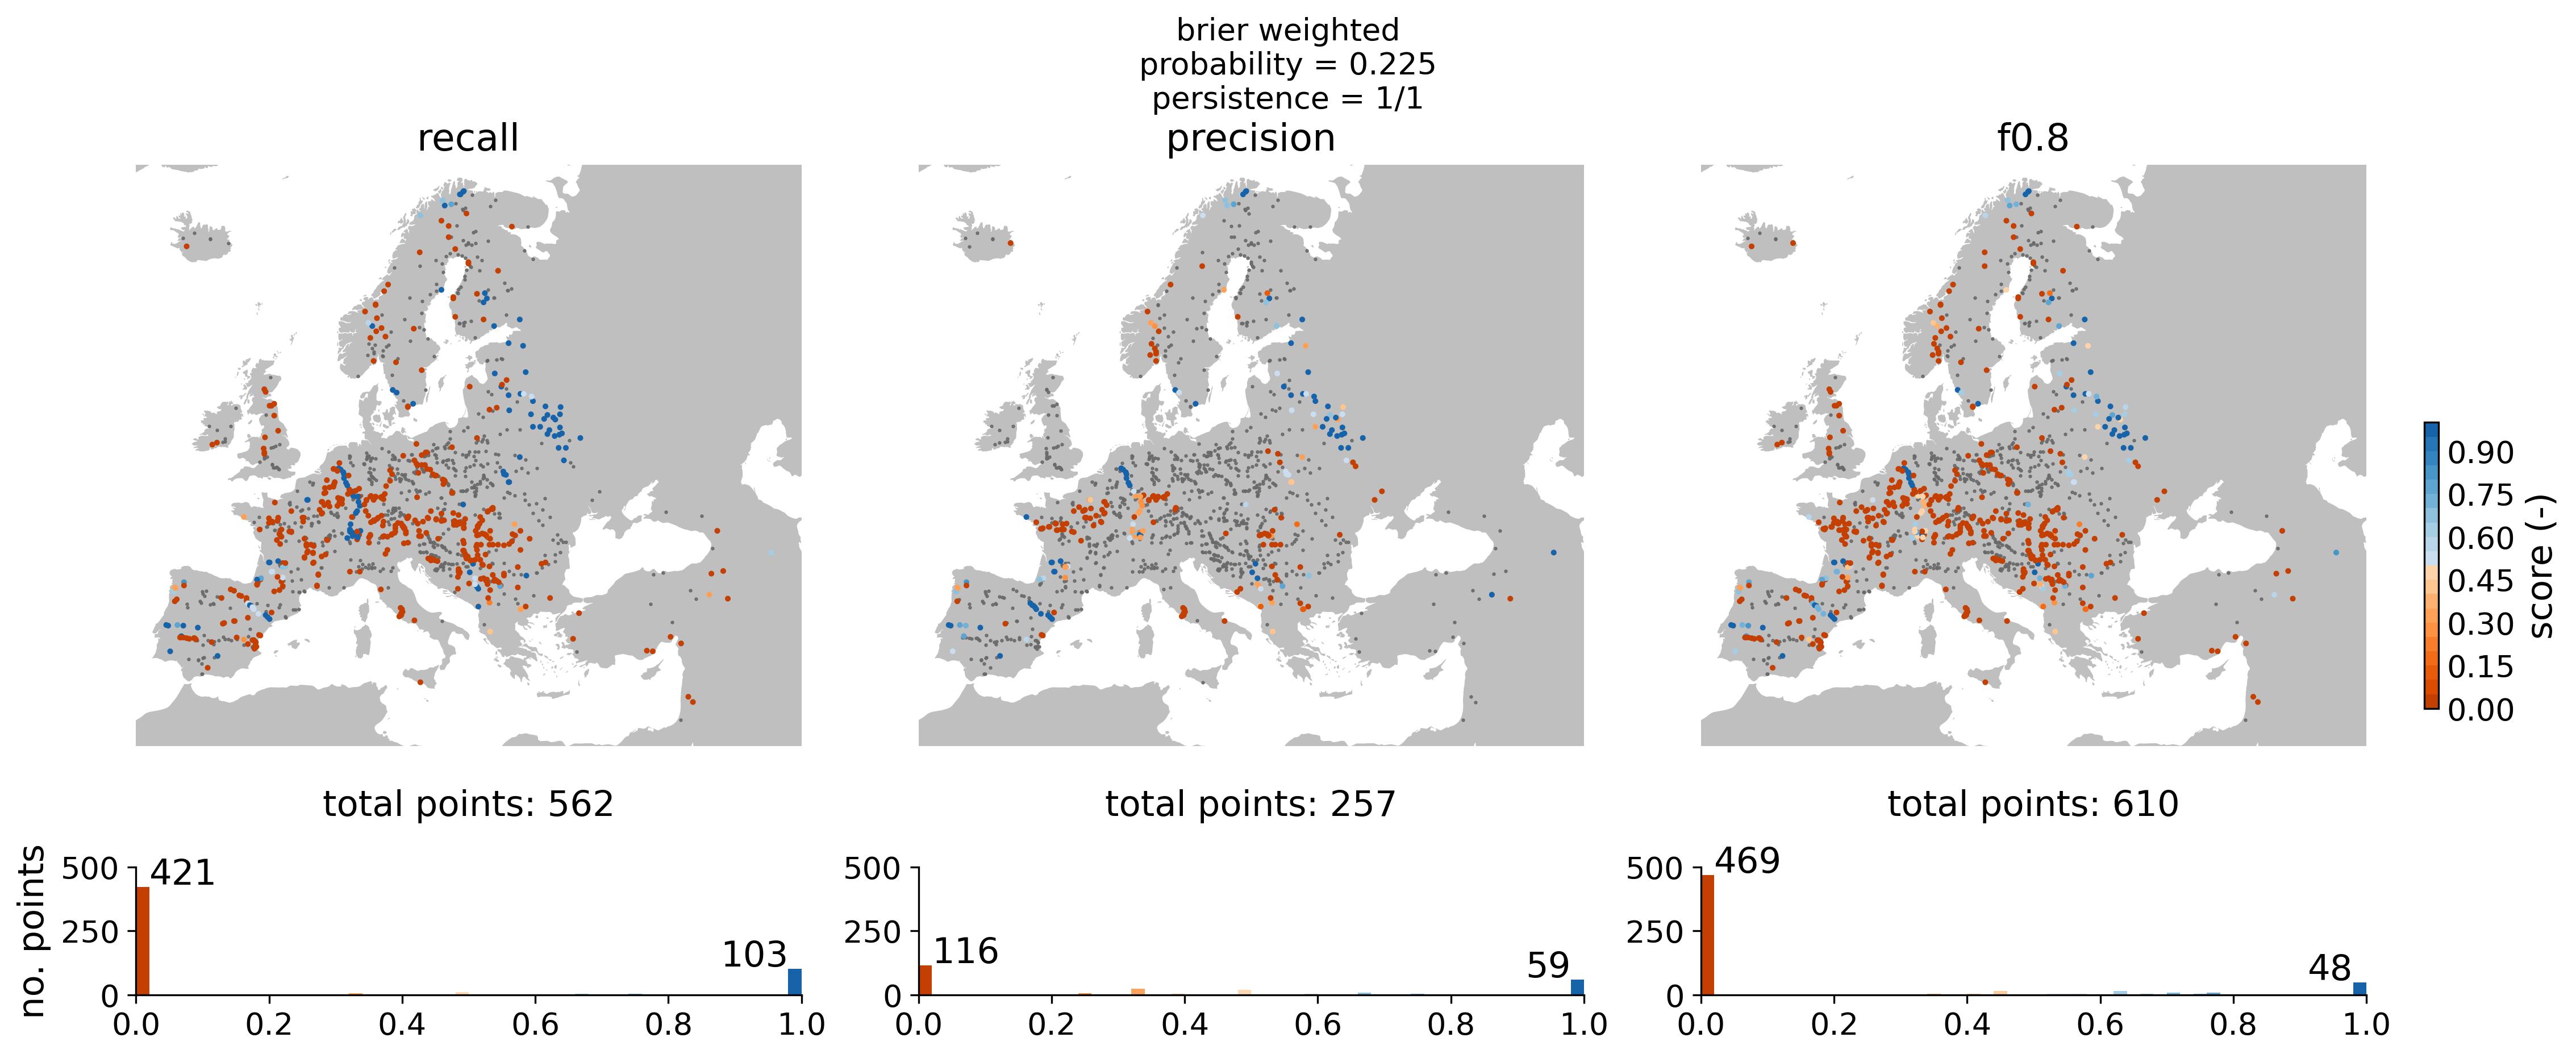 brier weighted
probability = 0.225
persistence = 1/1
recall
precision
f0.8
0.90
0.75
0.60
0.45
0.30
0.15
0.00
score (-)
total points: 562
total points: 257
total points: 610
no. points
500
250
0
421
103
0.0 0.2 0.4 0.6 0.8 1.0
500
250
0
116
59
0.0 0.2 0.4 0.6 0.8 1.0
500
250
0
469
48
0.0 0.2 0.4 0.6 0.8 1.0